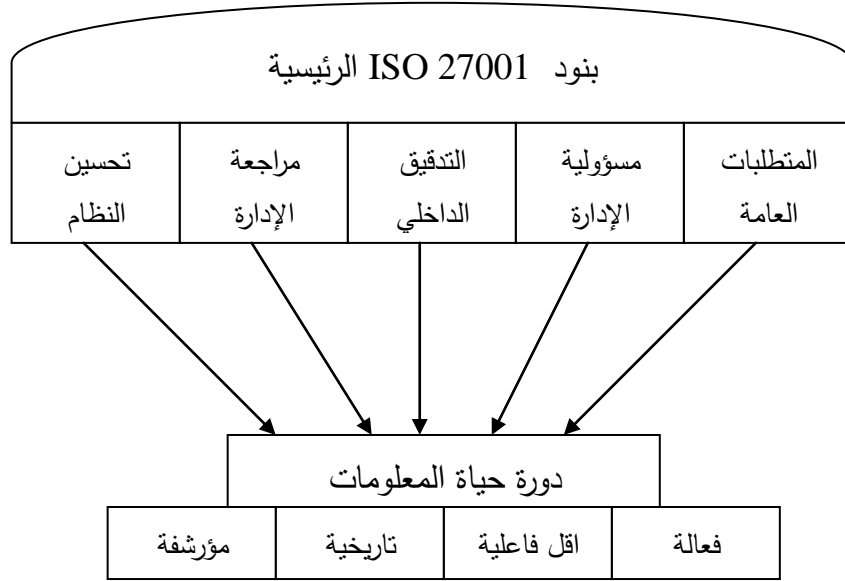 بنود ISO 27001 الرئيسية
المتطلبات العامة
مسؤولية الإدارة
التدقيق الداخلي
مراجعة الإدارة
تحسين النظام
دورة حياة المعلومات
فعالة
اقل فاعلية
تاريخية
مؤرشفة